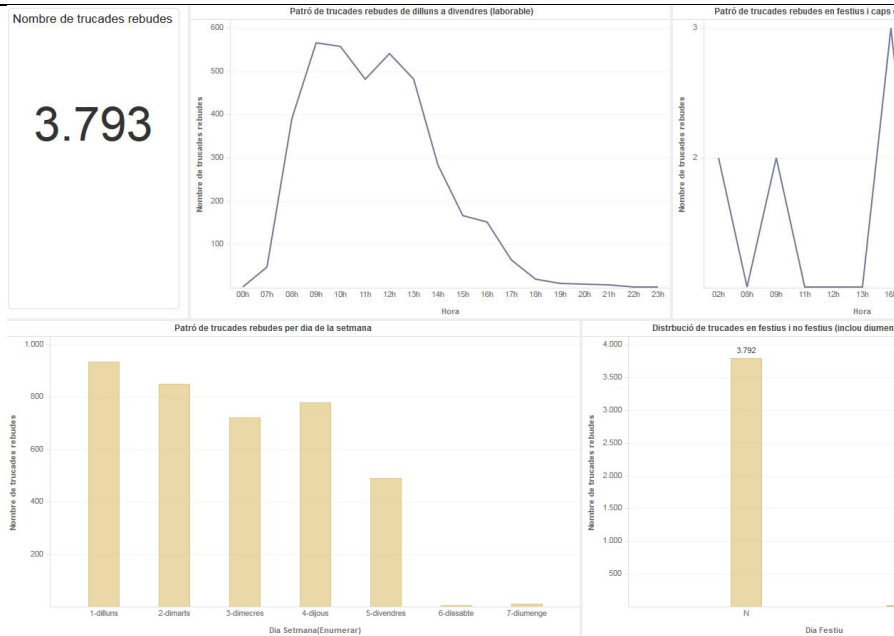 Nombre de trucades rebudes
3.793
Patró de trucades rebudes de dilluns a divendres (laborable)
Nombre de trucades rebudes
600
500
400
300
200
100
00h 07h 08h 09h 10h 11h 12h 13h 14h 15h 16h 17h 18h 19h 20h 21h 22h 23h
Hora
Patró de trucades rebudes en festius i caps
Nombre de trucades rebudes
3
2
02h 08h 09h 11h 12h 13h 16h
Hora
Patró de trucades rebudes per dia de la setmana
Nombre de trucades rebudes
1.000
800
600
400
200
1-dilluns 2-dimarts 3-dimecres 4-dijous 5-divendres 6-dissabte 7-diumenge
Dia Setmana(Enumerar)
Distrbució de trucades en festius i no festius (inclou diumen
Nombre de trucades rebudes
4.000
3.500
3.000
2.500
2.000
1.500
1.000
500
3.792
N
Dia Festiu